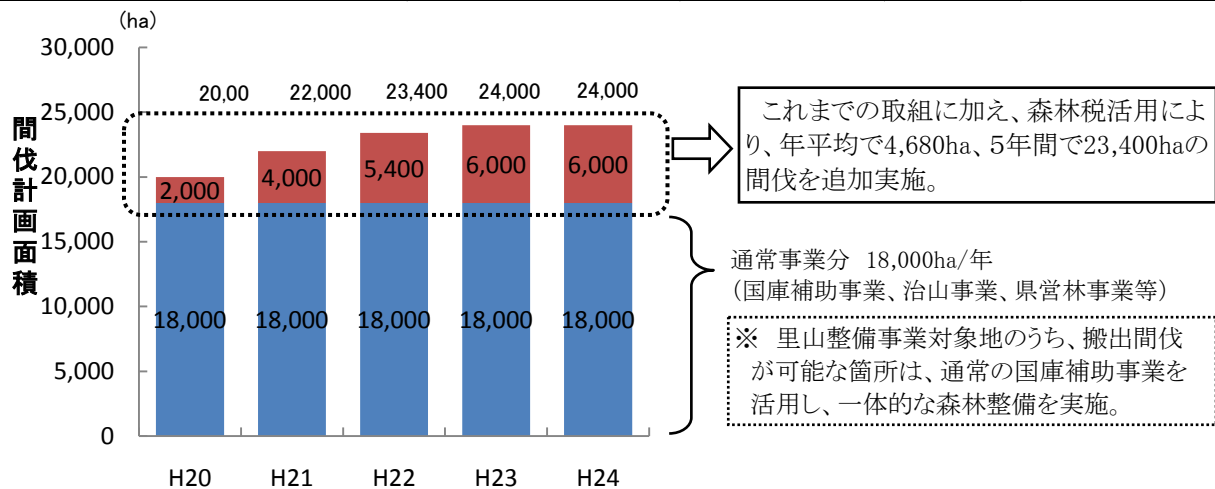 (ha)
30,000
25,000
20,000
15,000
10,000
5,000
0
間伐計画面積
20,00
22,000
23,400
24,000
24,000
2,000
4,000
5,400
6,000
6,000
18,000
18,000
18,000
18,000
18,000
H20
H21
H22
H23
H24
これまでの取組に加え、森林税活用によ
り、年平均で4,680ha、5年間で23,400haの
間伐を追加実施。
通常事業分 18,000ha/年
（国庫補助事業、治山事業、県営林事業等）
※ 里山整備事業対象地のうち、搬出間伐
が可能な箇所は、通常の国庫補助事業を
活用し、一体的な森林整備を実施。